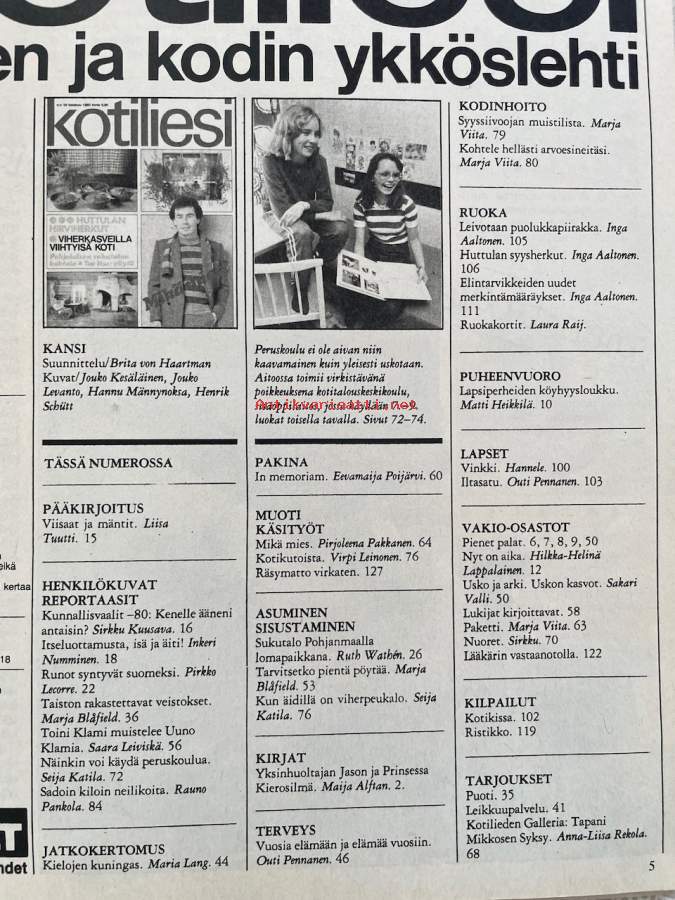 en ja kodin ykköslehti
kotiliesi
HUTTULAN
HIRVIHERKUT
VIHERKASVEILLA
VIIHTYISÄ KOTI
KANSI
Suunnittelu/Brita von Haartman
Kuvat/Jouko Kesäläinen, Jouko
Levanto, Hannu Männynoksa, Henrik
Schütt
TÄSSÄ NUMEROSSA
PÄÄKIRJOITUS
Viisaat ja mäntit. Liisa
Tuutti. 15
HENKILÖKUVAT
REPORTAASIT
Kunnallisvaalit –80: Kenelle ääneni
antaisin? Sirkku Kuusava. 16
Itseluottamusta, isä ja äiti! Inkeri
Numminen. 18
Runot syntyvät suomeksi. Pirkko
Lecorre. 22
Taiston rakastettavat veistokset.
Marja Blåfield. 36
Toini Klami muistelee Uuno
Klamia. Saara Leiviskä. 56
Näinkin voi käydä peruskoulua.
Seija Katila. 72
Sadoin kiloin neilikoita. Rauno
Pankola. 84
JATKOKERTOMUS
Kielojen kuningas. Maria Lang. 44
Peruskoulu ei ole aivan niin
kaavamainen kuin yleisesti uskotaan.
Aitoossa toimii virkistävänä
poikkeuksena kotitalouskeskikoulu,
luokat toisella tavalla. Sivut 72–74.
PAKINA
In memoriam. Eevamaija Poijärvi. 60
MUOTI
KÄSITYÖT
Mikä mies. Pirjoleena Pakkanen. 64
Kotikutoista. Virpi Leinonen. 76
Räsymatto virkaten. 127
ASUMINEN
SISUSTAMINEN
Sukutalo Pohjanmaalla
lomapaikkana. Ruth Wathén. 26
Tarvitsetko pientä pöytää. Marja
Blåfield. 53
Kun äidillä on viherpeukalo. Seija
Katila. 76
KIRJAT
Yksinhuoltajan Jason ja Prinsessa
Kierosilmä. Maija Alftan. 2.
TERVEYS
Vuosia elämään ja elämää vuosiin.
Outi Pennanen. 46
KODINHOITO
Syyssiivoojan muistilista. Marja
Viita. 79
Kohtele hellästi arvoesineitäsi.
Marja Viita. 80
RUOKA
Leivotaan puolukkapiirakka. Inga
Aaltonen. 105
Huttulan syysherkut. Inga Aaltonen.
106
Elintarvikkeiden uudet
merkintämääräykset. Inga Aaltonen.
111
Ruokakortit. Laura Raij.
PUHEENVUORO
Lapsiperheiden köyhyysloukku.
Matti Heikkilä. 10
LAPSET
Vinkki. Hannele. 100
Iltasatu. Outi Pennanen. 103
VAKIO-OSASTOT
Pienet palat. 6, 7, 8, 9, 50
Nyt on aika. Hilkka-Helinä
Lappalainen. 12
Usko ja arki. Uskon kasvot. Sakari
Valli. 50
Lukijat kirjoittavat. 58
Paketti. Marja Viita. 63
Nuoret. Sirkku. 70
Lääkärin vastaanotolla. 122
KILPAILUT
Kotikissa. 102
Ristikko. 119
TARJOUKSET
Puoti. 35
Leikkuupalvelu. 41
Kotilieden Galleria: Tapani
Mikkosen Syksy. Anna-Liisa Rekola.
68
5
kertaa
18